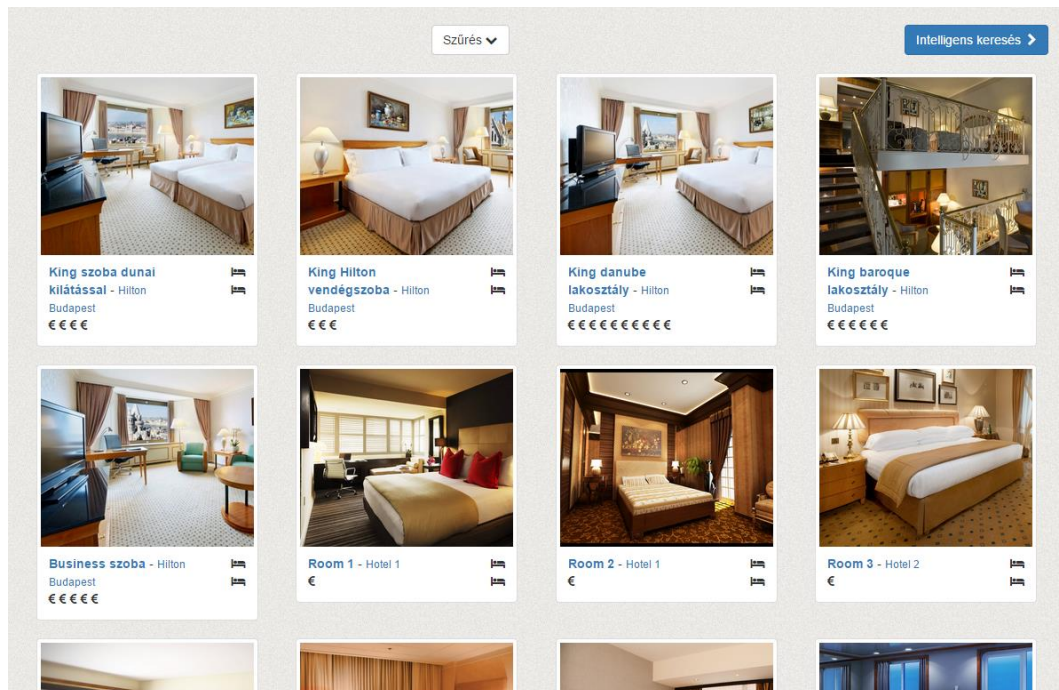 Szűrés
Intelligens keresés
King szoba dunai
kilátással - Hilton
Budapest
€€€€
King Hilton
vendégszoba - Hilton
Budapest
€€€
King danube
lakosztály - Hilton
Budapest
€€€€€€€€€€
King baroque
lakosztály - Hilton
Budapest
€€€€€€
Business szoba - Hilton
Budapest
€€€€€
Room 1 - Hotel 1
€
Room 2 - Hotel 1
€
Room 3 - Hotel 2
€